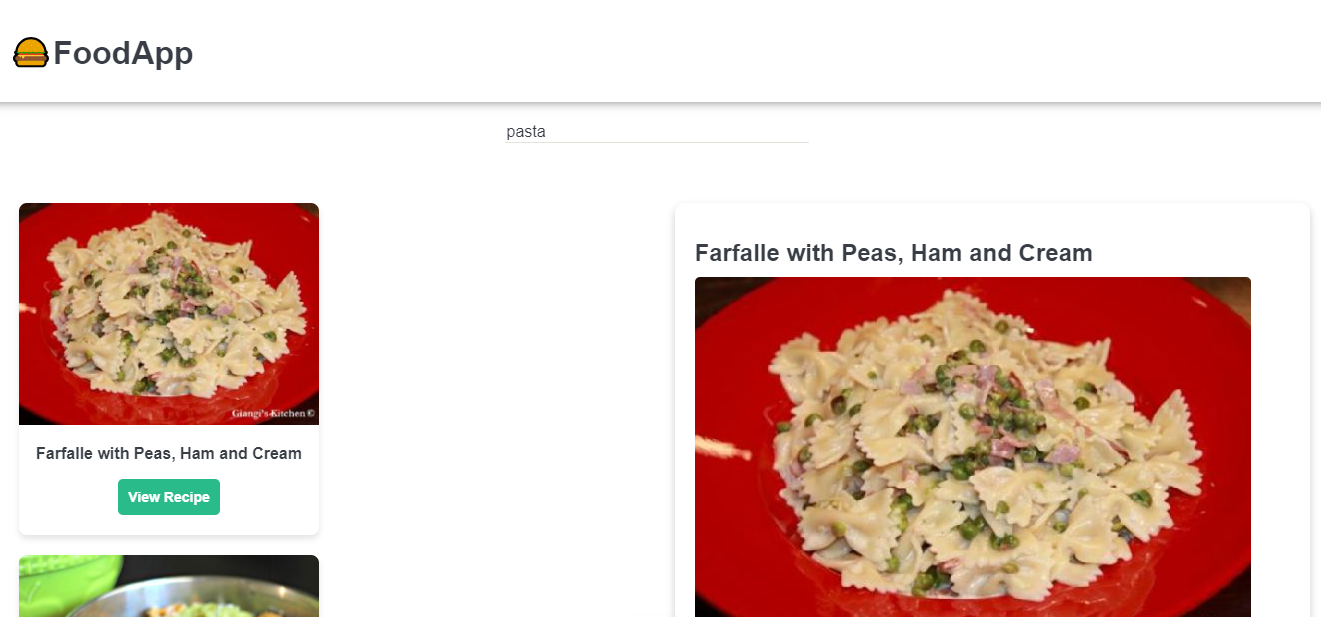 FoodApp
pasta
Giangi's Kitchen ©
Farfalle with Peas, Ham and Cream
View Recipe
Farfalle with Peas, Ham and Cream